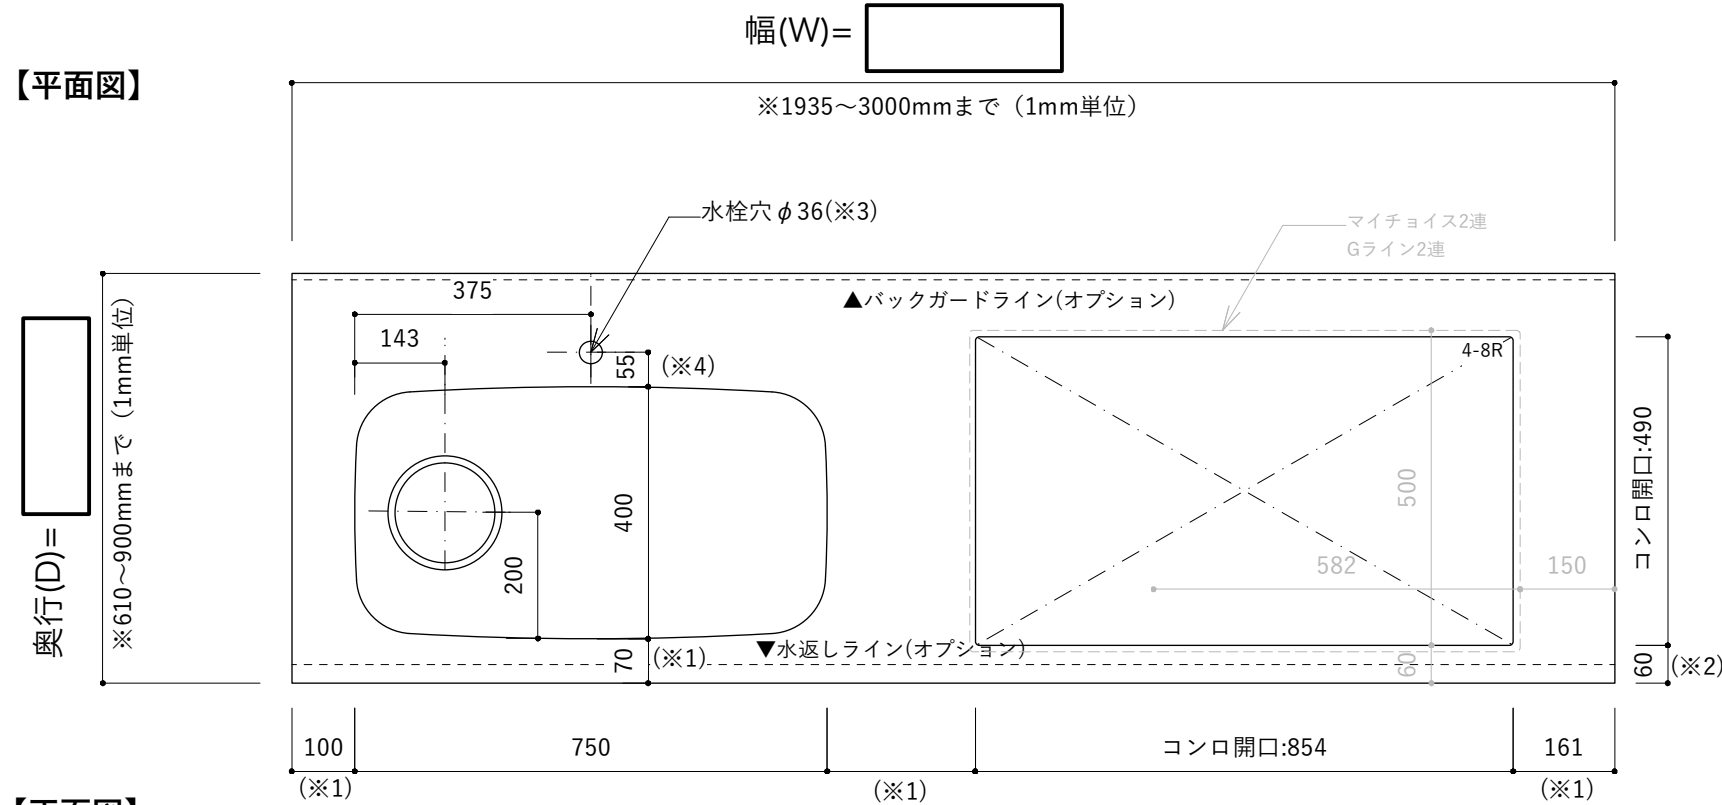 幅(W)=
【平面図】
※1935～3000mmまで（1mm単位）
水栓穴φ36(※3)
マイチョイス2連
Gライン2連
375
▲バックガードライン(オプション)
143
55
(※4)
4-8R
奥行(D)=
※610～900mmまで（1mm単位）
400
200
500
コンロ開口:490
582
150
▼水返しライン(オプション)
70
(※1)
60
60
(※2)
100
750
コンロ開口:854
161
(※1)
(※1)
(※1)
【平面図】